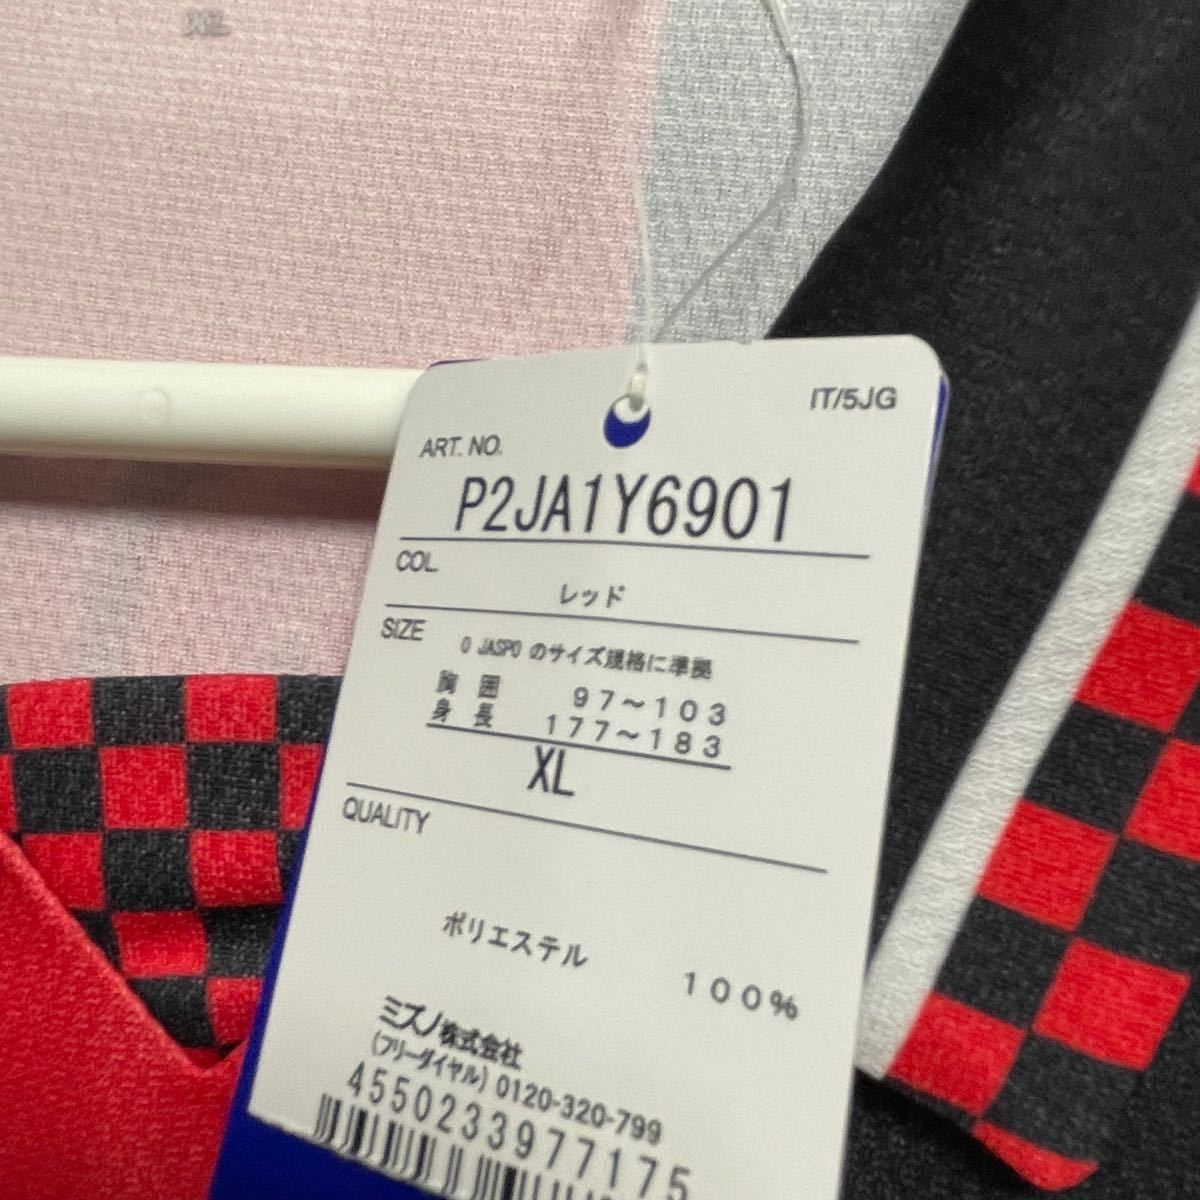 XL
IT/5JG
ART. NO.
P2JA1Y6901
COL
レッド
SIZE
0 JASPO のサイズ規格に準拠
胸囲 97～103
身長 177～183
XL
QUALITY
ポリエステル 100%
ミズノ株式会社
(フリーダイヤル) 0120-320-799
4550233977175